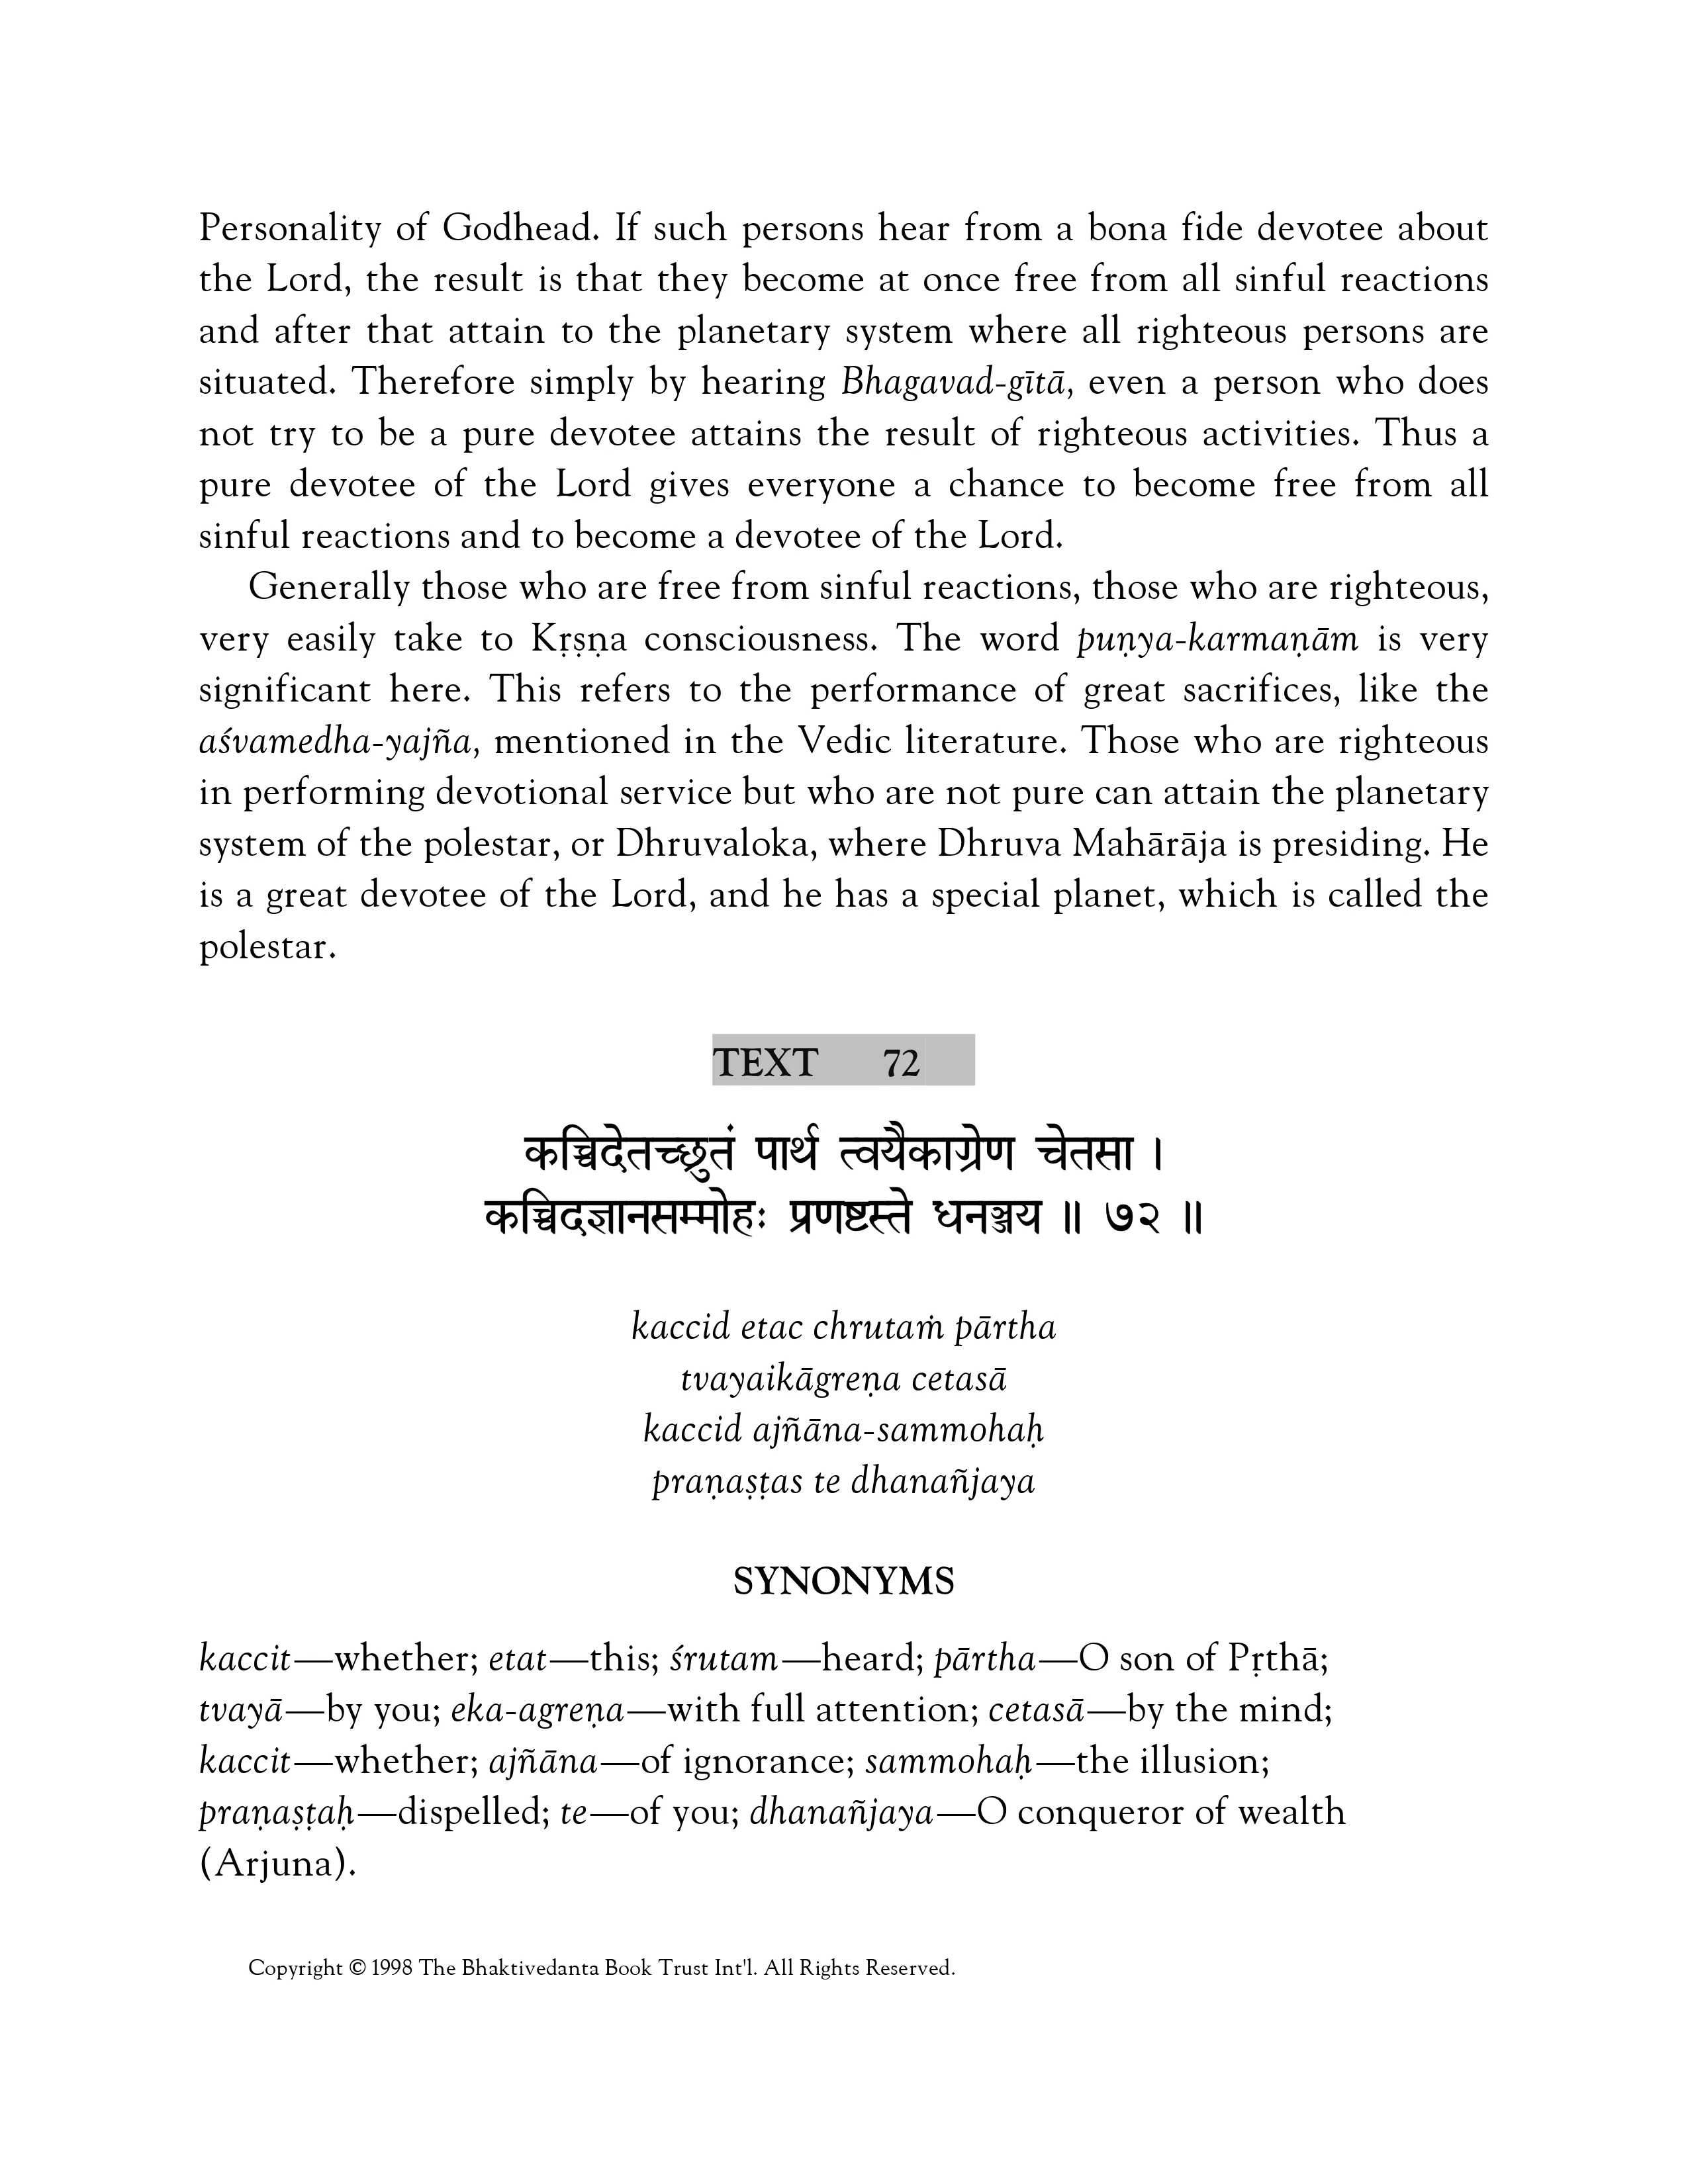 Personality of Godhead. If such persons hear from a bona fide devotee about
the Lord, the result is that they become at once free from all sinful reactions
and after that attain to the planetary system where all righteous persons are
situated. Therefore simply by hearing Bhagavad-gītā, even a person who does
not try to be a pure devotee attains the result of righteous activities. Thus a
pure devotee of the Lord gives everyone a chance to become free from all
sinful reactions and to become a devotee of the Lord.
Generally those who are free from sinful reactions, those who are righteous,
very easily take to Kṛṣṇa consciousness. The word puṇya-karmaṇām is very
significant here. This refers to the performance of great sacrifices, like the
aśvamedha-yajña, mentioned in the Vedic literature. Those who are righteous
in performing devotional service but who are not pure can attain the planetary
system of the polestar, or Dhruvaloka, where Dhruva Mahārāja is presiding. He
is a great devotee of the Lord, and he has a special planet, which is called the
polestar.
TEXT 72
कच्चिदेतच्छ्रुतं पार्थ त्वयैकाग्रेण चेतसा ।
कच्चिदज्ञानसम्मोहः प्रणष्टस्ते धनञ्जय ॥ ७२ ॥
kaccid etac chrutaṁ pārtha
tvayaikāgreṇa cetasā
kaccid ajñāna-sammohaḥ
praṇaṣṭas te dhanañjaya
SYNONYMS
kaccit—whether; etat—this; śrutam—heard; pārtha—O son of Pṛthā;
tvayā—by you; eka-agreṇa—with full attention; cetasā—by the mind;
kaccit—whether; ajñāna—of ignorance; sammohaḥ—the illusion;
praṇaṣṭaḥ—dispelled; te—of you; dhanañjaya—O conqueror of wealth
(Arjuna).
Copyright © 1998 The Bhaktivedanta Book Trust Int'l. All Rights Reserved.